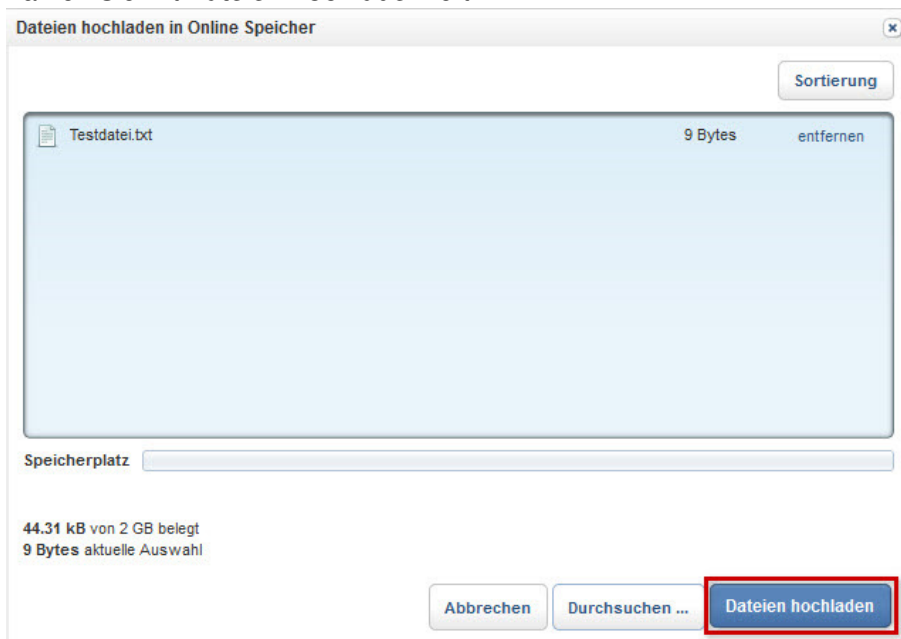 Dateien hochladen in Online Speicher
Sortierung
Testdatei.txt 9 Bytes entfernen
Speicherplatz
44.31 kB von 2 GB belegt
9 Bytes aktuelle Auswahl
Abbrechen Durchsuchen ... Dateien hochladen